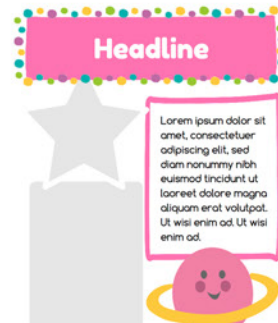 Headline
Lorem ipsum dolor sit
amet, consectetuer
adipiscing elit, sed
diam nonummy nibh
euismod tincidunt ut
laoreet dolore magna
aliquam erat volutpat.
Ut wisi enim ad. Ut wisi
enim ad.